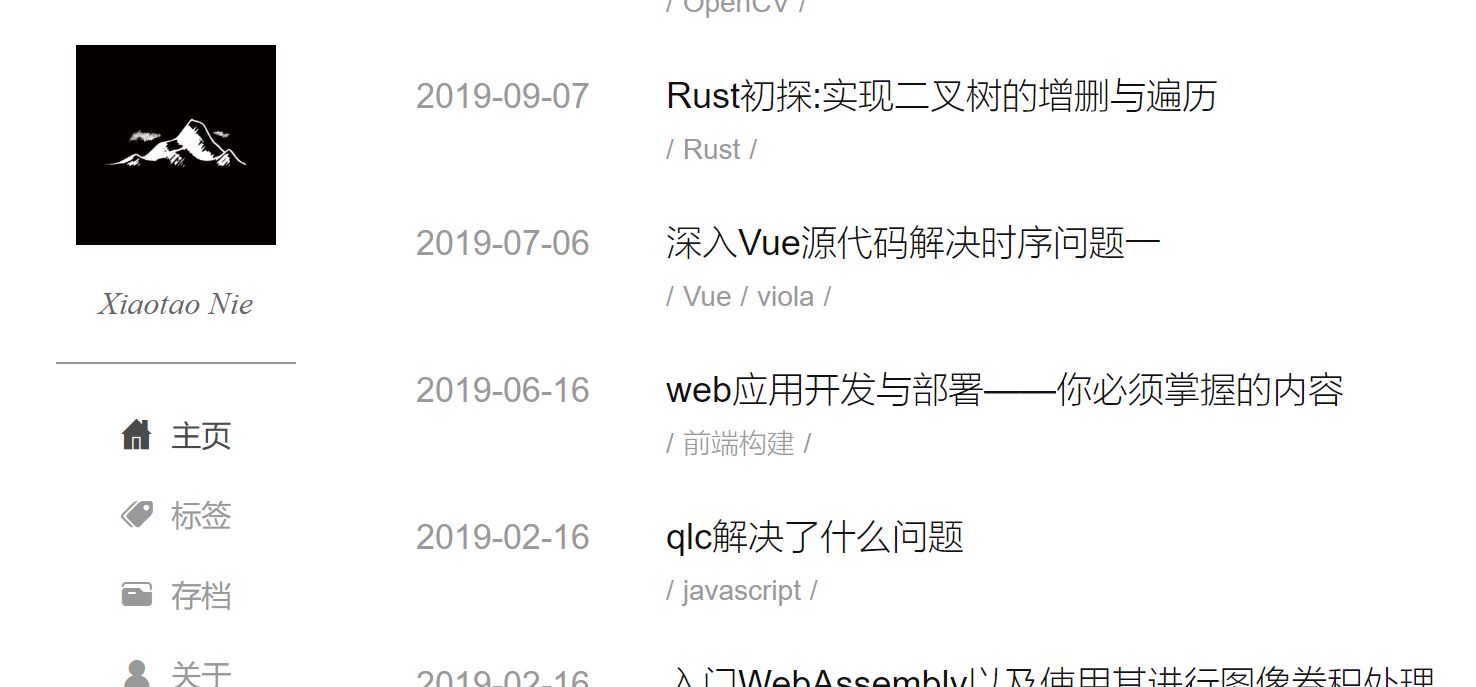 / OpenCV /
2019-09-07 Rust初探:实现二叉树的增删与遍历
/ Rust /
2019-07-06 深入Vue源代码解决时序问题一
/ Vue / viola /
Xiaotao Nie
2019-06-16 web应用开发与部署——你必须掌握的内容
/ 前端构建 /
主页
标签
2019-02-16 qlc解决了什么问题
/ javascript /
存档
关于
2019-02-16 入门WebAssembly以及使用其进行图像卷积处理